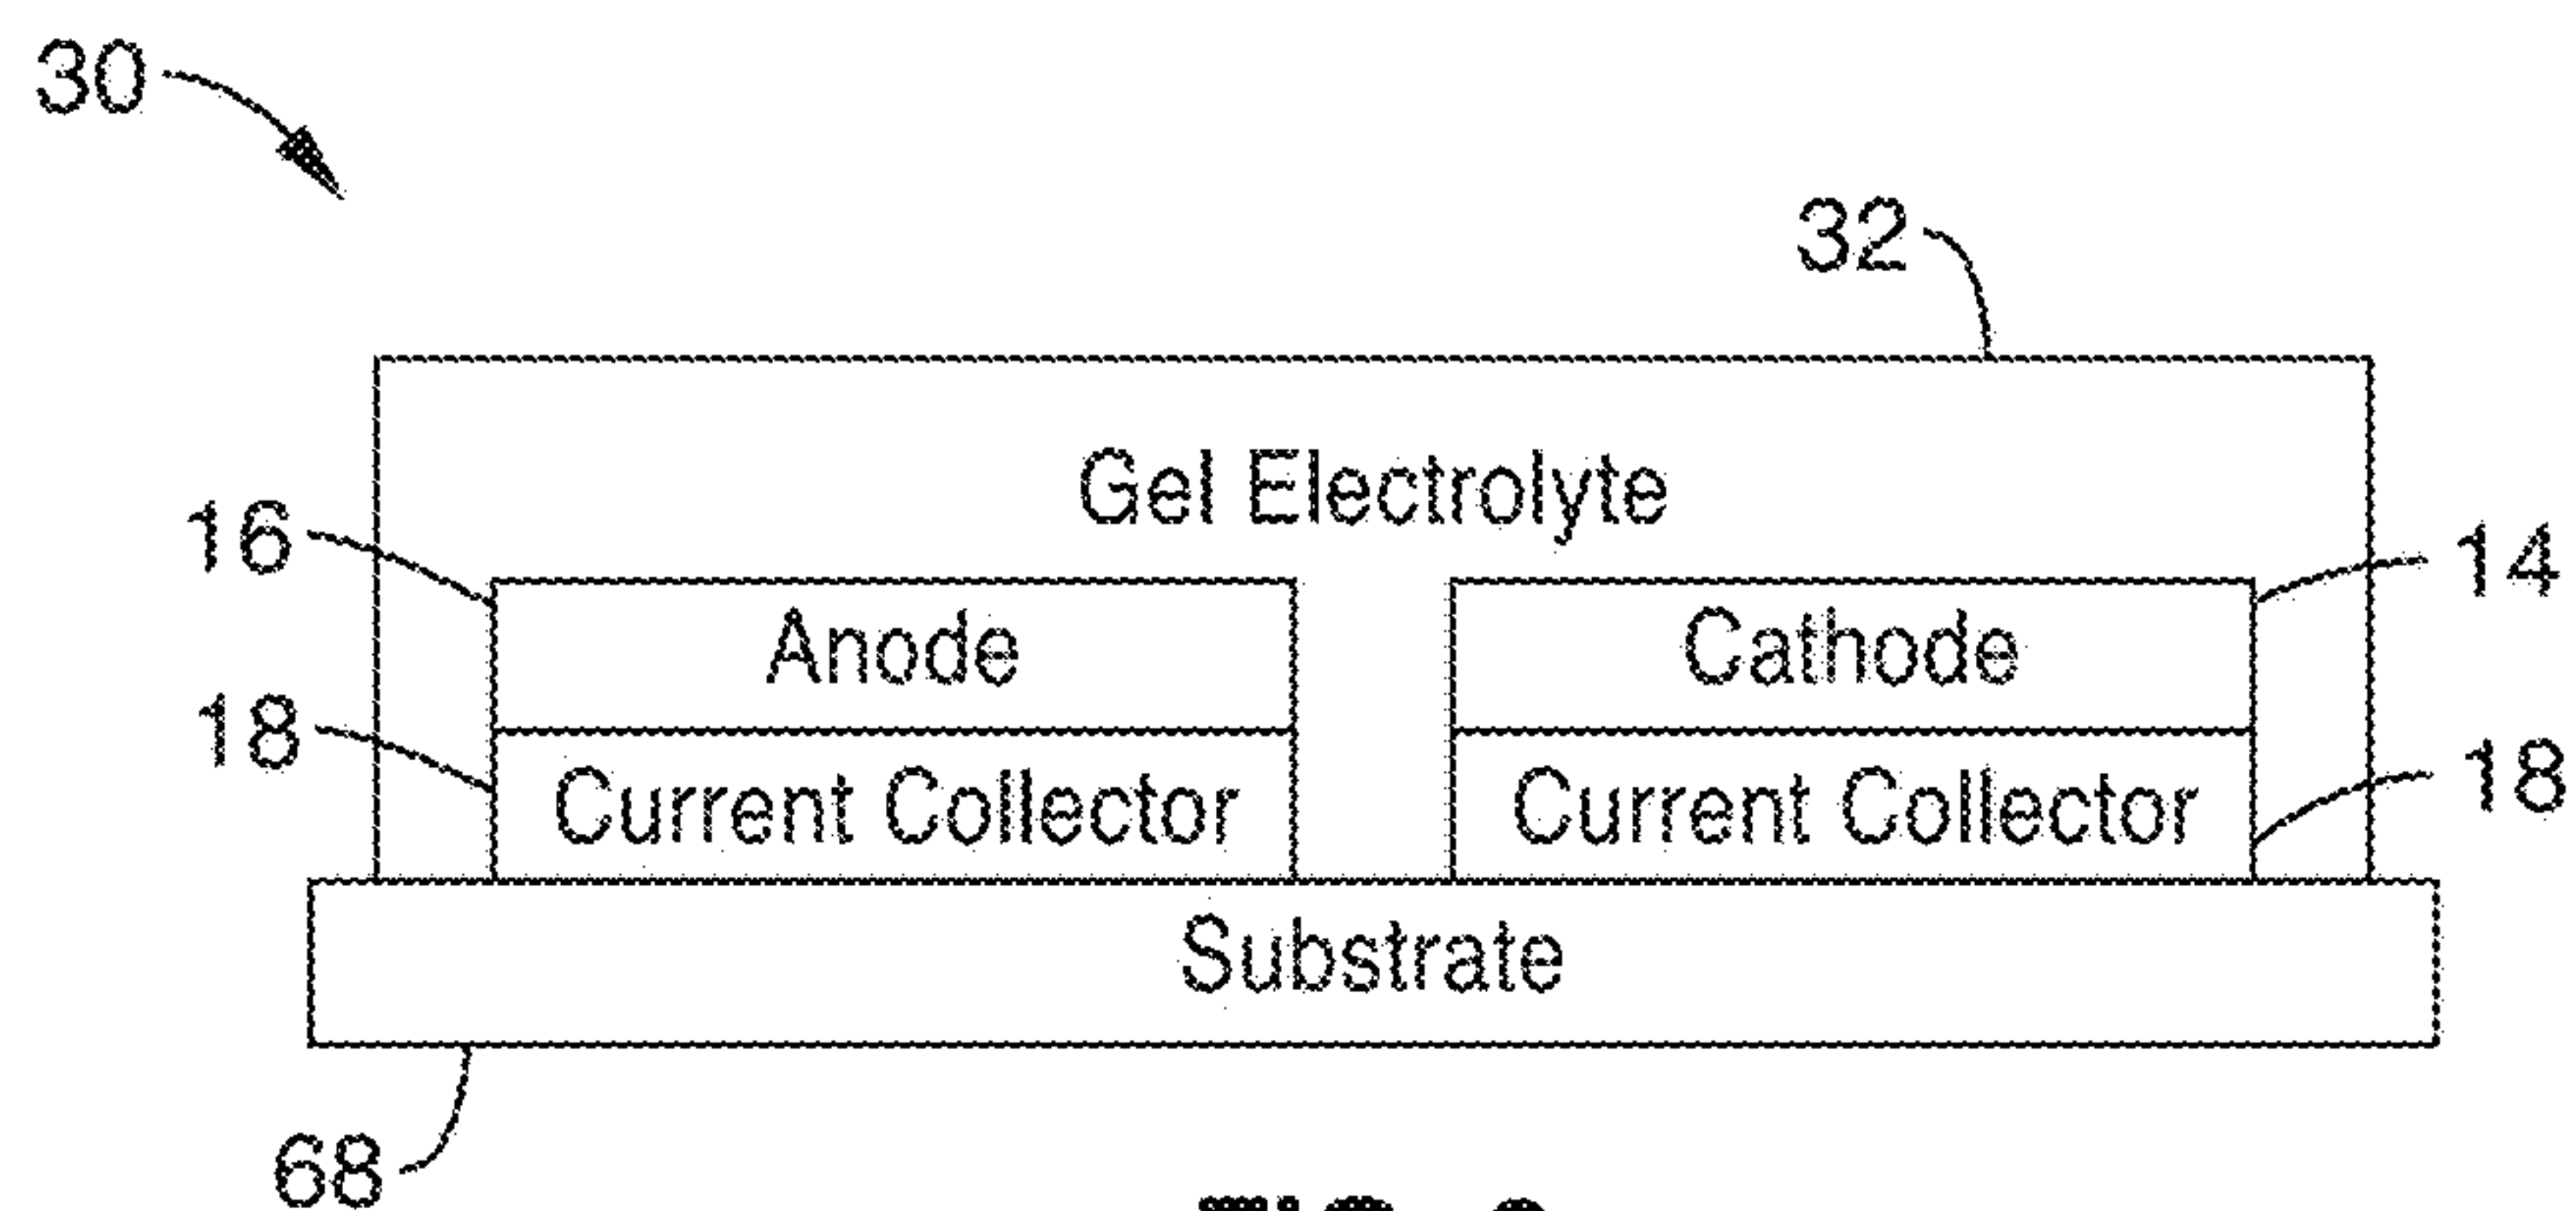 30
32
Gel Electrolyte
16
14
Anode
Cathode
18
18
Current Collector
Current Collector
Substrate
68